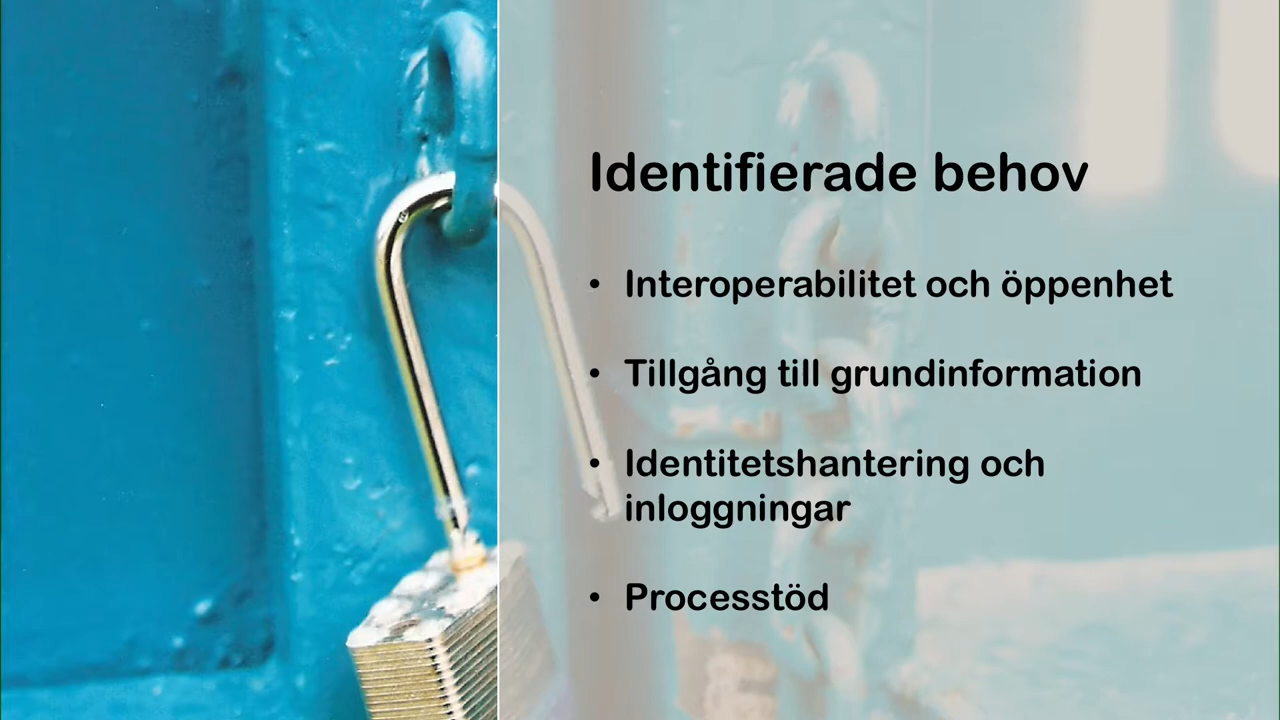 Identifierade behov
• Interoperabilitet och öppenhet
• Tillgång till grundinformation
• Identitetshantering och
inloggningar
• Processtöd